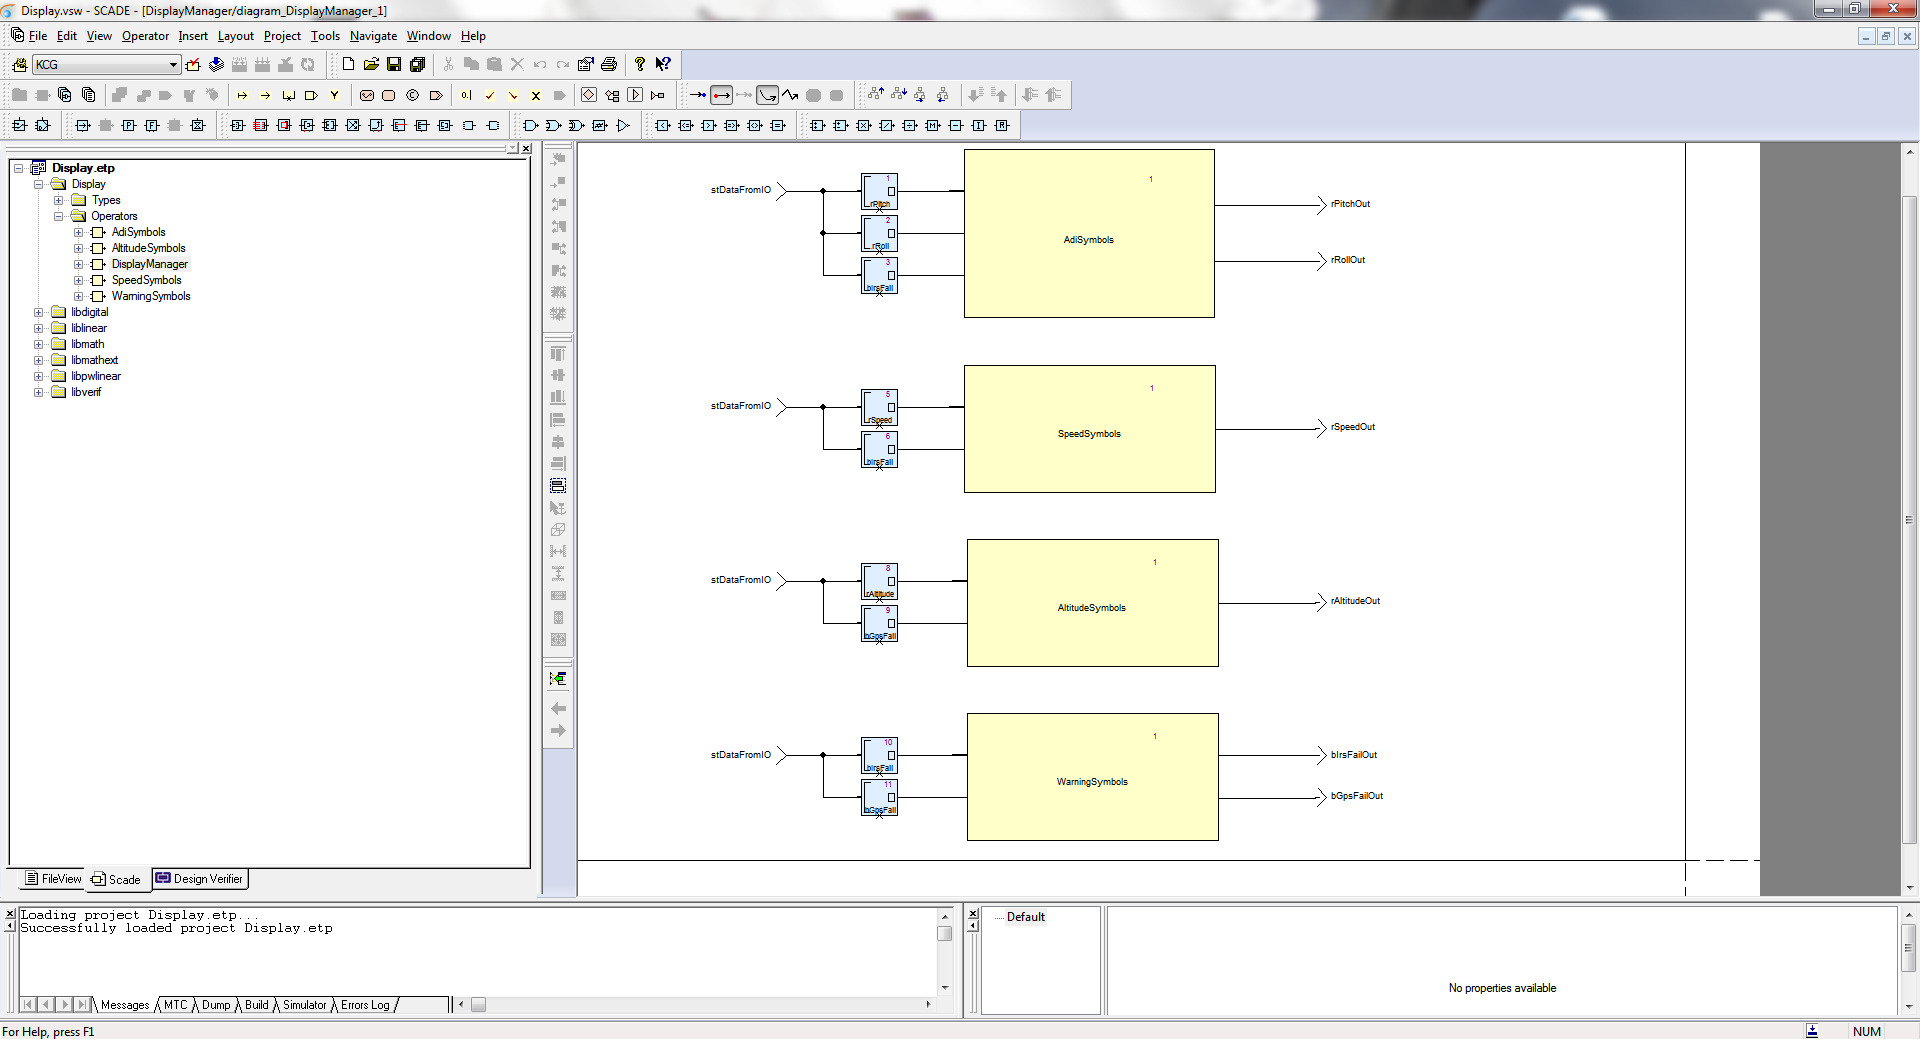 Display.vsw - SCADE - [DisplayManager/diagram_DisplayManager_1]
File Edit View Operator Insert Layout Project Tools Navigate Window Help
KCG
Display.etp
Display
Types
Operators
AdiSymbols
AltitudeSymbols
DisplayManager
SpeedSymbols
WarningSymbols
libdigital
liblinear
libmath
libmathext
libpwlinear
libverif
FileView Scade Design Verifier
stDataFromIO
1
rPitch
2
rRoll
3
bIrsFail
1
AdiSymbols
rPitchOut
rRollOut
stDataFromIO
5
rSpeed
6
bIrsFail
1
SpeedSymbols
rSpeedOut
stDataFromIO
8
rAltitude
9
bGpsFail
1
AltitudeSymbols
rAltitudeOut
stDataFromIO
10
bIrsFail
11
bGpsFail
1
WarningSymbols
bIrsFailOut
bGpsFailOut
Loading project Display.etp...
Successfully loaded project Display.etp
Messages MTC Dump Build Simulator Errors Log
Default
No properties available
For Help, press F1
NUM